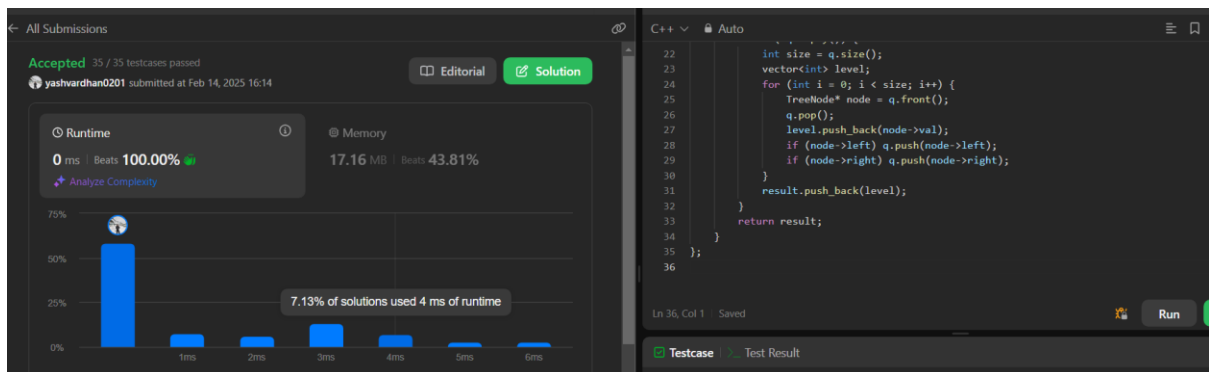 ← All Submissions
Accepted 35 / 35 testcases passed
yashvardhan0201 submitted at Feb 14, 2025 16:14
Editorial
Solution
Runtime
0 ms | Beats 100.00%
Analyze Complexity
Memory
17.16 MB | Beats 43.81%
75%
50%
25%
0%
7.13% of solutions used 4 ms of runtime
1ms 2ms 3ms 4ms 5ms 6ms
C++ Auto
22 int size = q.size();
23 vector<int> level;
24 for (int i = 0; i < size; i++) {
25 TreeNode* node = q.front();
26 q.pop();
27 level.push_back(node->val);
28 if (node->left) q.push(node->left);
29 if (node->right) q.push(node->right);
30 }
31 result.push_back(level);
32 }
33 return result;
34 }
35 };
36
Ln 36, Col 1 | Saved
Run
Testcase | >_ Test Result